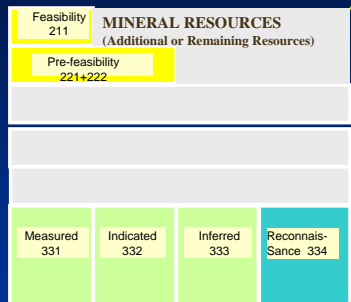 Feasibility
211
MINERAL RESOURCES
(Additional or Remaining Resources)
Pre-feasibility
221+222
Measured
331
Indicated
332
Inferred
333
Reconnais-
Sance 334